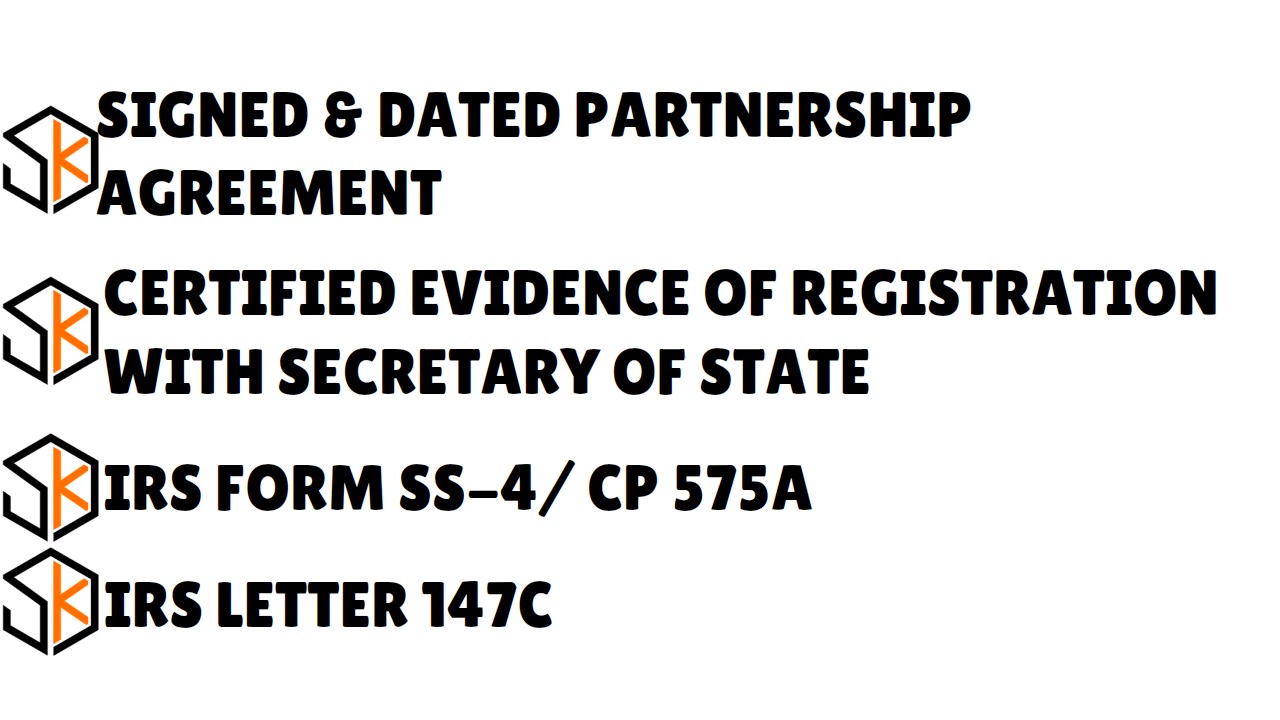 SIGNED & DATED PARTNERSHIP
AGREEMENT
CERTIFIED EVIDENCE OF REGISTRATION
WITH SECRETARY OF STATE
IRS FORM SS-4/ CP 575A
IRS LETTER 147C